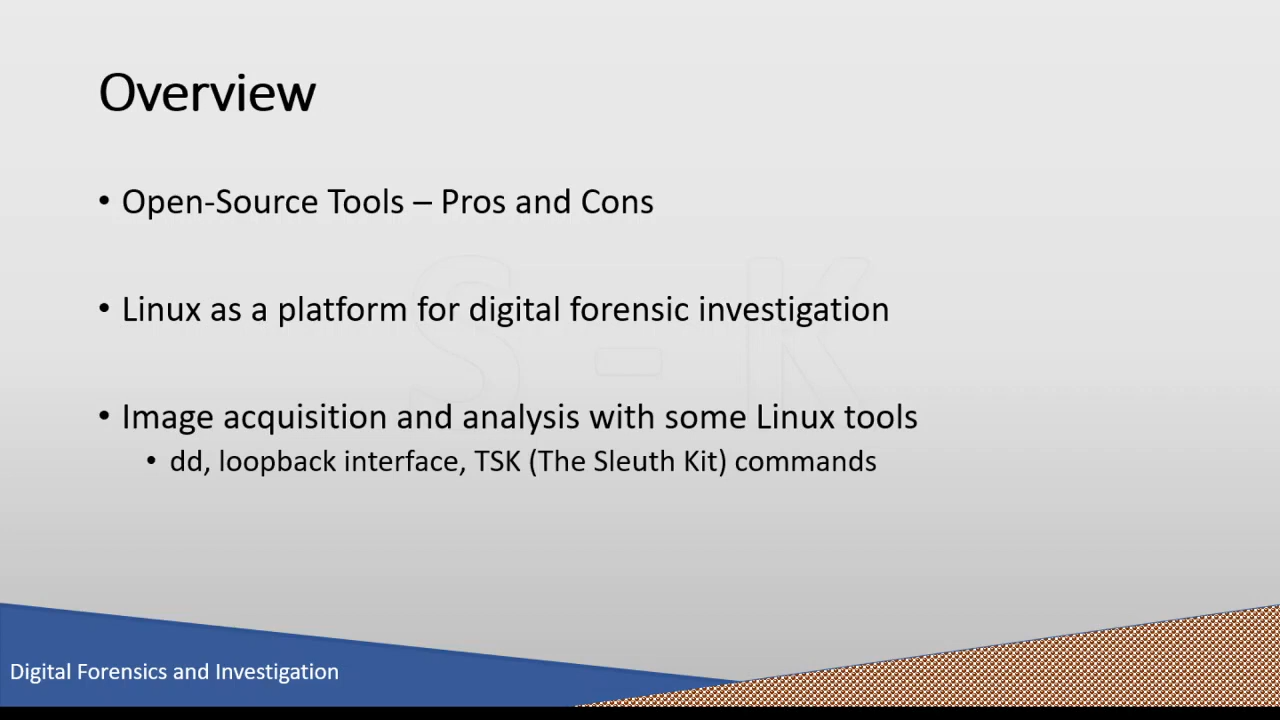 Overview
• Open-Source Tools – Pros and Cons
• Linux as a platform for digital forensic investigation
• Image acquisition and analysis with some Linux tools
• dd, loopback interface, TSK (The Sleuth Kit) commands
S - K
Digital Forensics and Investigation